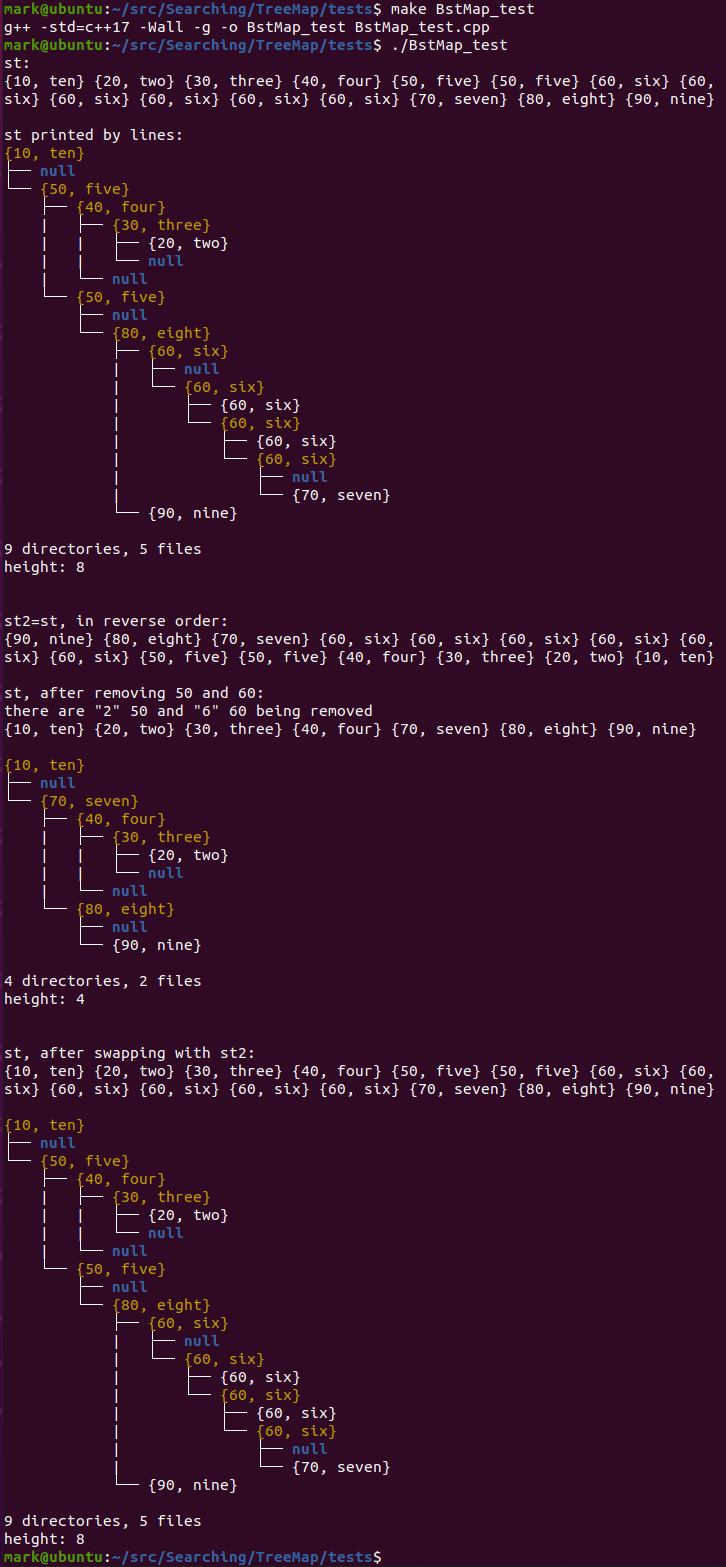 mark@ubuntu:~/src/Searching/TreeMap/tests$ make BstMap_test
g++ -std=c++17 -Wall -g -o BstMap_test BstMap_test.cpp
mark@ubuntu:~/src/Searching/TreeMap/tests$ ./BstMap_test
st:
{10, ten} {20, two} {30, three} {40, four} {50, five} {50, five} {60, six} {60,
six} {60, six} {60, six} {60, six} {60, six} {70, seven} {80, eight} {90, nine}

st printed by lines:
{10, ten}
├── null
└── {50, five}
    ├── {40, four}
    |   ├── {30, three}
    |   |   ├── {20, two}
    |   |   └── null
    |   └── null
    └── {50, five}
        ├── null
        └── {80, eight}
            ├── {60, six}
            |   ├── null
            |   └── {60, six}
            |       ├── {60, six}
            |       └── {60, six}
            |           ├── {60, six}
            |           └── {60, six}
            |               ├── null
            |               └── {70, seven}
            └── {90, nine}

9 directories, 5 files
height: 8

st2=st, in reverse order:
{90, nine} {80, eight} {70, seven} {60, six} {60, six} {60, six} {60, six} {60,
six} {60, six} {50, five} {50, five} {40, four} {30, three} {20, two} {10, ten}

st, after removing 50 and 60:
there are "2" 50 and "6" 60 being removed
{10, ten} {20, two} {30, three} {40, four} {70, seven} {80, eight} {90, nine}

{10, ten}
├── null
└── {70, seven}
    ├── {40, four}
    |   ├── {30, three}
    |   |   ├── {20, two}
    |   |   └── null
    |   └── null
    └── {80, eight}
        ├── null
        └── {90, nine}

4 directories, 2 files
height: 4

st, after swapping with st2:
{10, ten} {20, two} {30, three} {40, four} {50, five} {50, five} {60, six} {60,
six} {60, six} {60, six} {60, six} {60, six} {70, seven} {80, eight} {90, nine}

{10, ten}
├── null
└── {50, five}
    ├── {40, four}
    |   ├── {30, three}
    |   |   ├── {20, two}
    |   |   └── null
    |   └── null
    └── {50, five}
        ├── null
        └── {80, eight}
            ├── {60, six}
            |   ├── null
            |   └── {60, six}
            |       ├── {60, six}
            |       └── {60, six}
            |           ├── {60, six}
            |           └── {60, six}
            |               ├── null
            |               └── {70, seven}
            └── {90, nine}

9 directories, 5 files
height: 8
mark@ubuntu:~/src/Searching/TreeMap/tests$